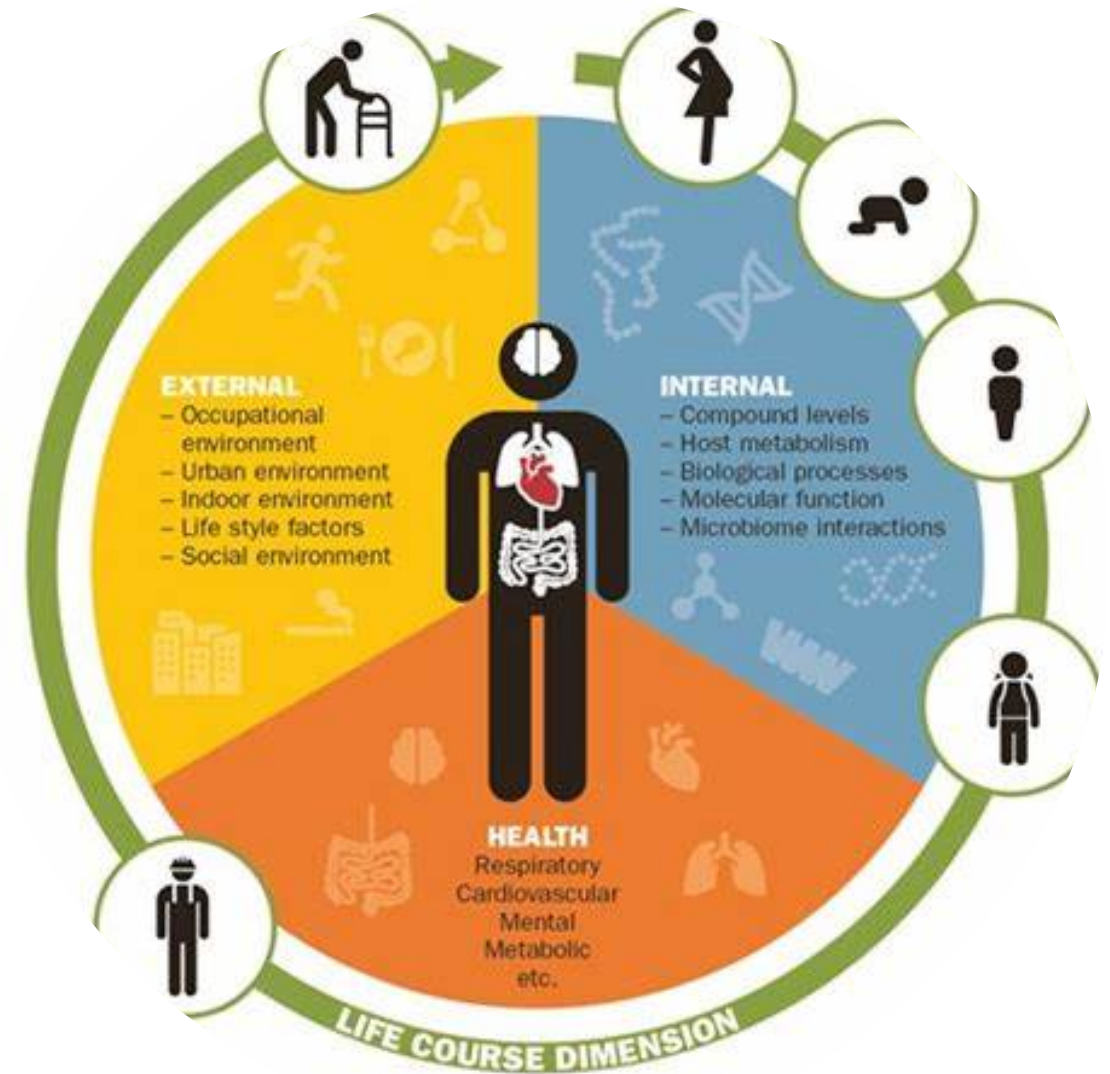 EXTERNAL
– Occupational
environment
– Urban environment
– Indoor environment
– Life style factors
– Social environment
INTERNAL
– Compound levels
– Host metabolism
– Biological processes
– Molecular function
– Microbiome interactions
HEALTH
Respiratory
Cardiovascular
Mental
Metabolic
etc.
LIFE COURSE DIMENSION